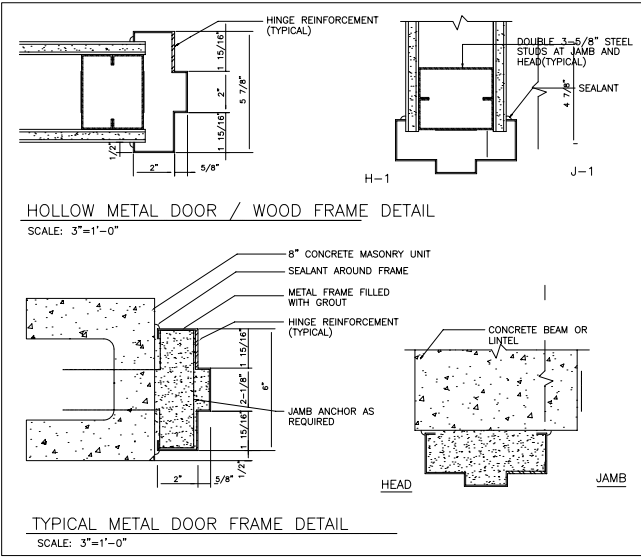 HINGE REINFORCEMENT
(TYPICAL)
1 15/16"
2"
1 15/16"
5 7/8"
1/2"
2"
5/8"
DOUBLE 3-5/8" STEEL
STUDS AT JAMB AND
HEAD(TYPICAL)
SEALANT
4 7/8"
H-1
J-1
HOLLOW METAL DOOR / WOOD FRAME DETAIL
SCALE: 3"=1'-0"
8" CONCRETE MASONRY UNIT
SEALANT AROUND FRAME
METAL FRAME FILLED
WITH GROUT
HINGE REINFORCEMENT
(TYPICAL)
1 15/16"
2-1/8"
1 15/16"
6"
JAMB ANCHOR AS
REQUIRED
2"
5/8"
1/2"
CONCRETE BEAM OR
LINTEL
HEAD
JAMB
TYPICAL METAL DOOR FRAME DETAIL
SCALE: 3"=1'-0"